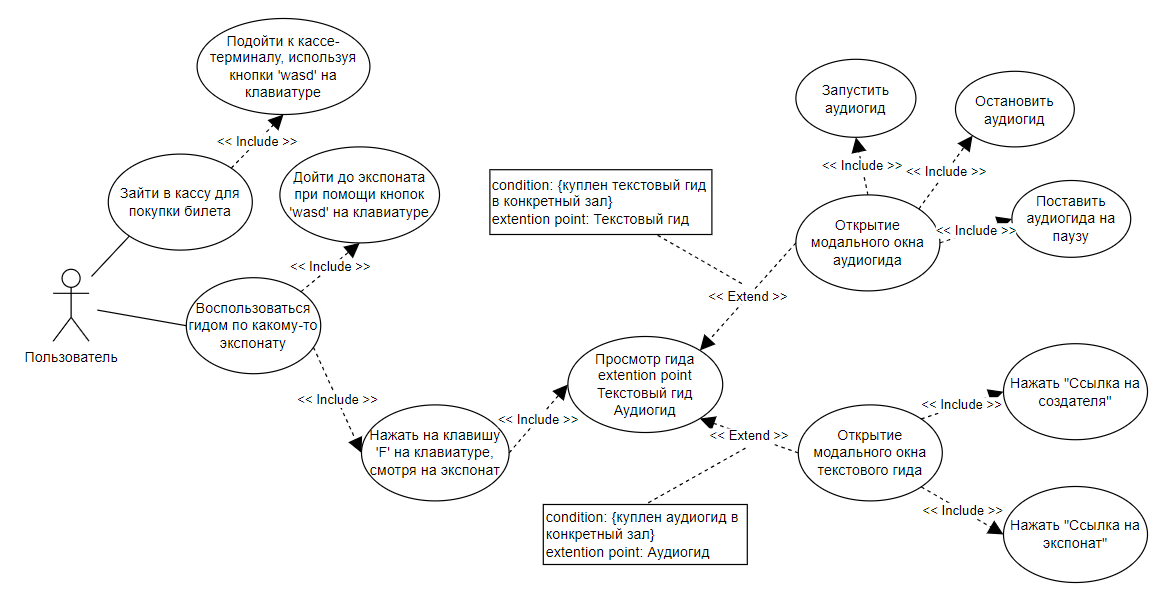 Подойти к кассе-
терминалу, используя
кнопки 'wasd' на
клавиатуре
<< Include >>
Зайти в кассу для
покупки билета
Дойти до экспоната
при помощи кнопок
'wasd' на клавиатуре
<< Include >>
Пользователь
Воспользоваться
гидом по какому-то
экспонату
<< Include >>
Нажать на клавишу
'F' на клавиатуре,
смотря на экспонат
<< Include >>
condition: {куплен текстовый гид
в конкретный зал}
extention point: Текстовый гид
<< Extend >>
Просмотр гида
extention point
Текстовый гид
Аудиогид
<< Extend >>
condition: {куплен аудиогид в
конкретный зал}
extention point: Аудиогид
Запустить
аудиогид
Остановить
аудиогид
<< Include >>
<< Include >>
Поставить
аудиогида на
паузу
<< Include >>
Открытие
модального окна
аудиогида
Открытие
модального окна
текстового гида
<< Include >>
Нажать "Ссылка на
создателя"
<< Include >>
Нажать "Ссылка на
экспонат"